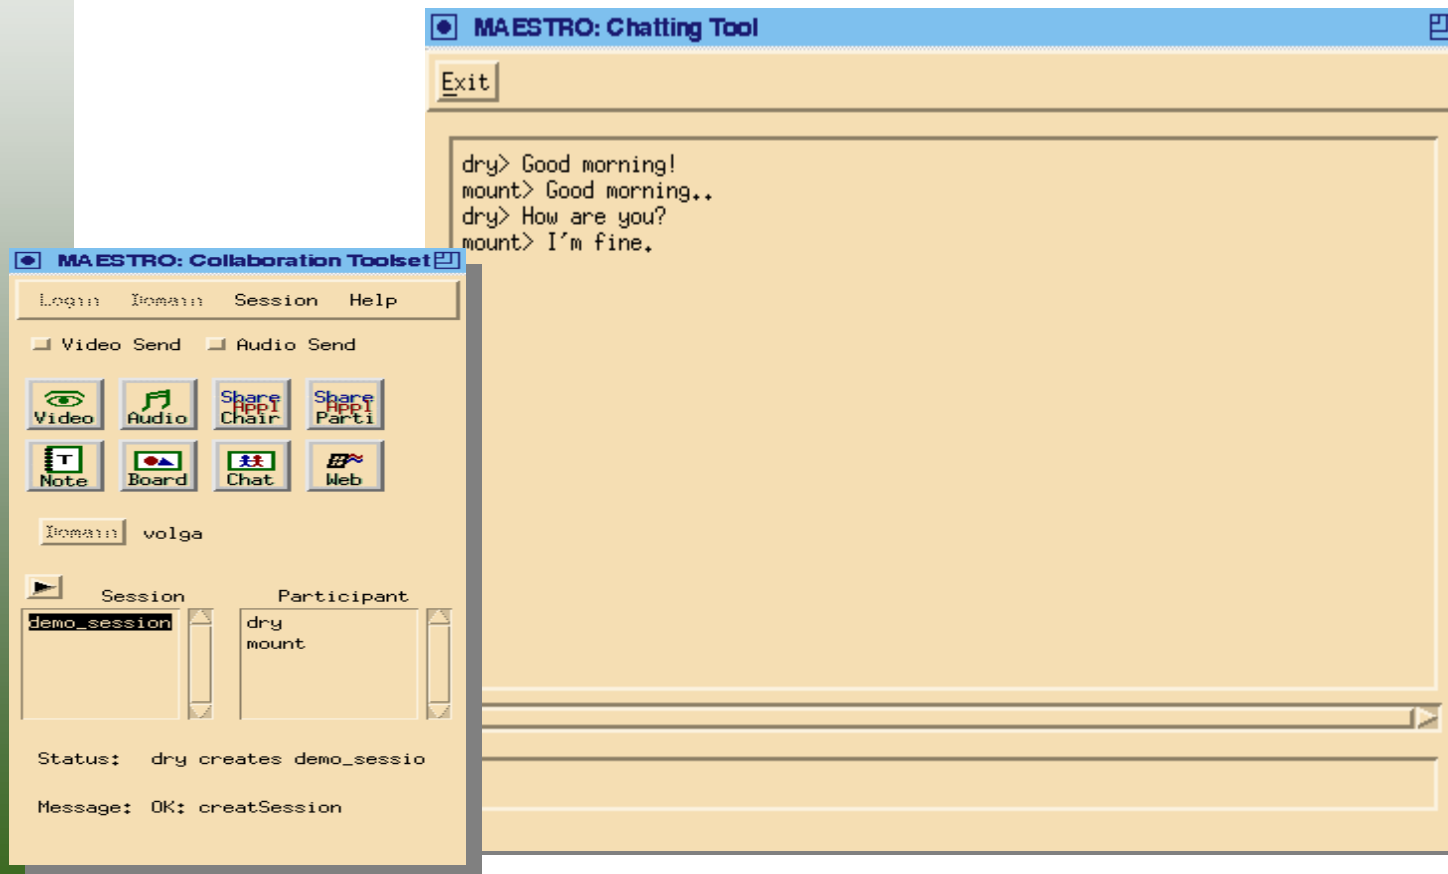 MAESTRO: Chatting Tool
Exit
dry> Good morning!
mount> Good morning..
dry> How are you?
mount> I'm fine.
MAESTRO: Collaboration Toolset
Login Domain Session Help
Video Send Audio Send
Video Audio Share Appl Chair Share Appl Parti
Note Board Chat Web
Domain volga
Session Participant
demo_session dry
mount
Status: dry creates demo_sessio
Message: OK: creatSession